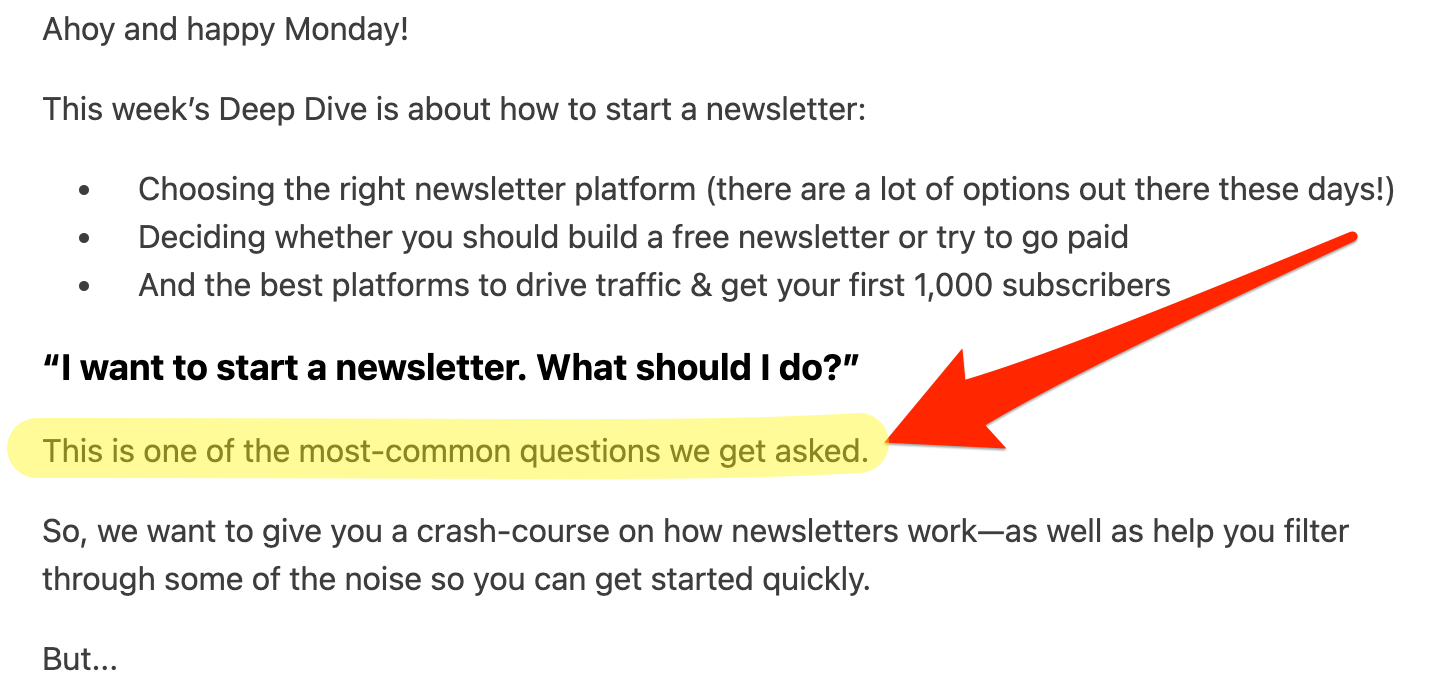 Ahoy and happy Monday!
This week’s Deep Dive is about how to start a newsletter:
• Choosing the right newsletter platform (there are a lot of options out there these days!)
• Deciding whether you should build a free newsletter or try to go paid
• And the best platforms to drive traffic & get your first 1,000 subscribers
“I want to start a newsletter. What should I do?”
This is one of the most-common questions we get asked.
So, we want to give you a crash-course on how newsletters work—as well as help you filter
through some of the noise so you can get started quickly.
But...